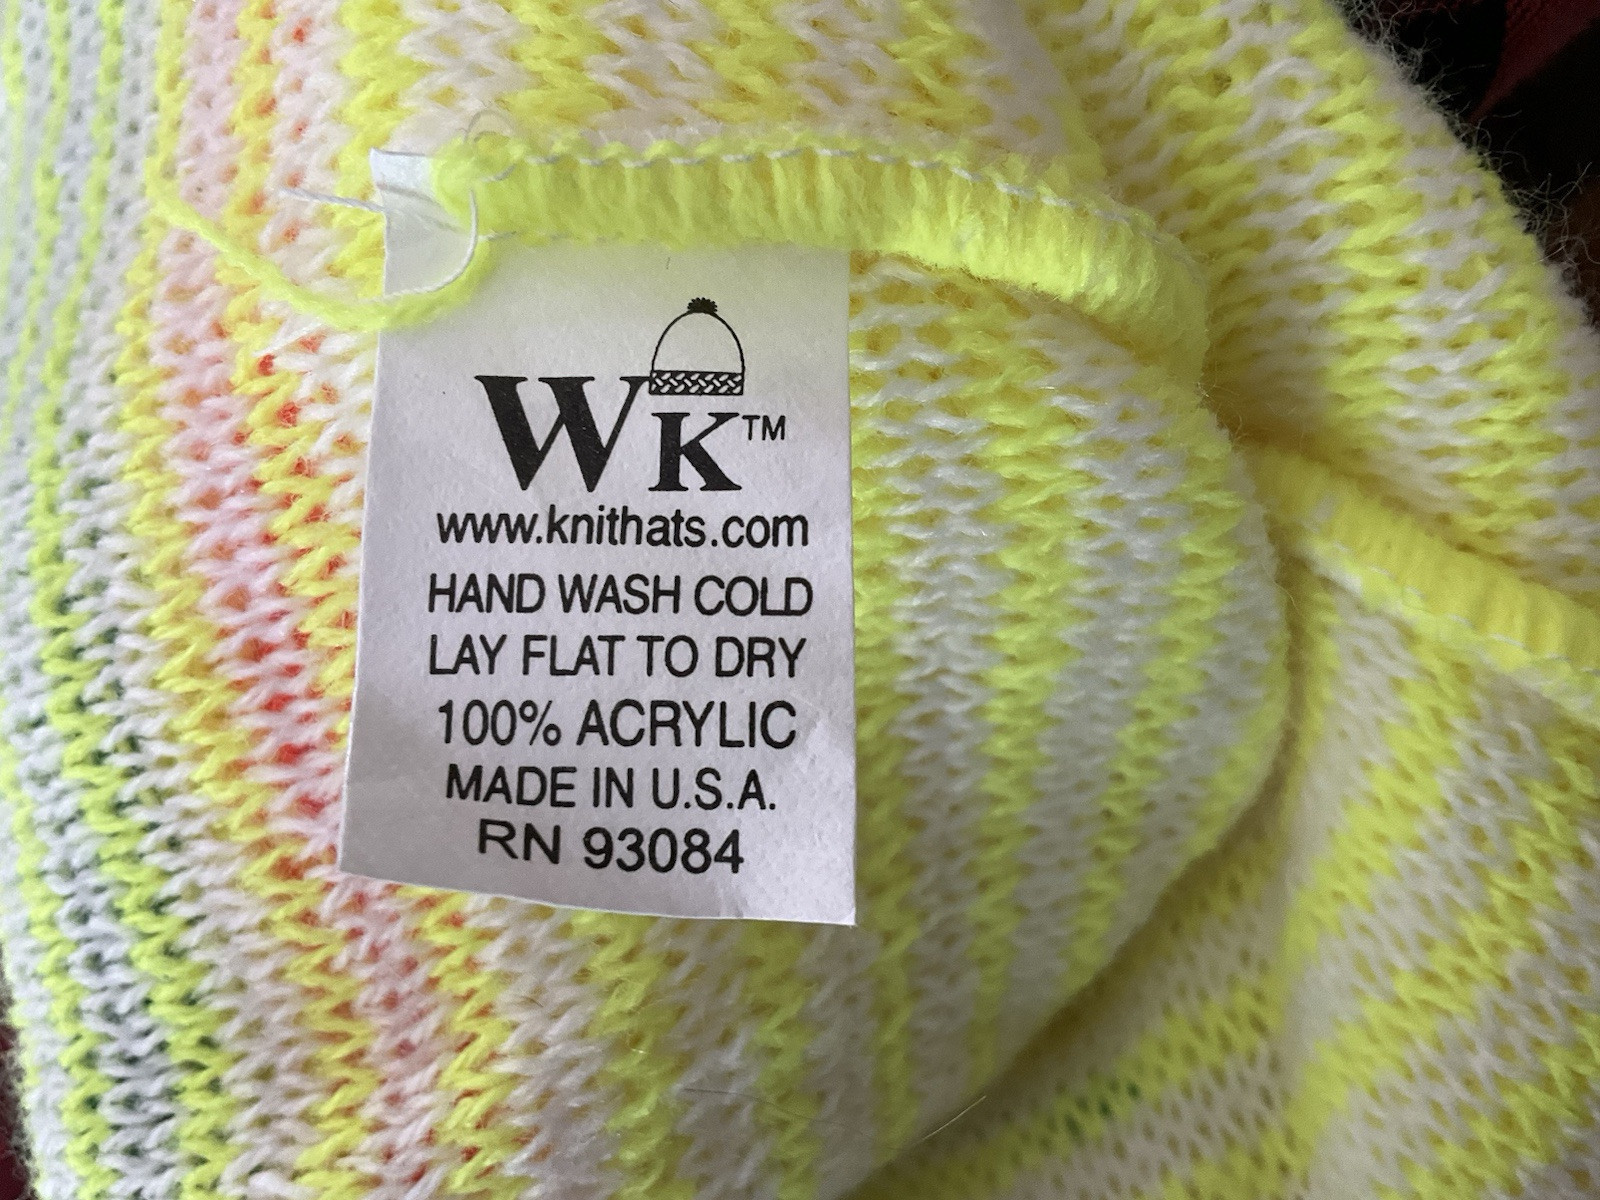 WK™
www.knithats.com
HAND WASH COLD
LAY FLAT TO DRY
100% ACRYLIC
MADE IN U.S.A.
RN 93084